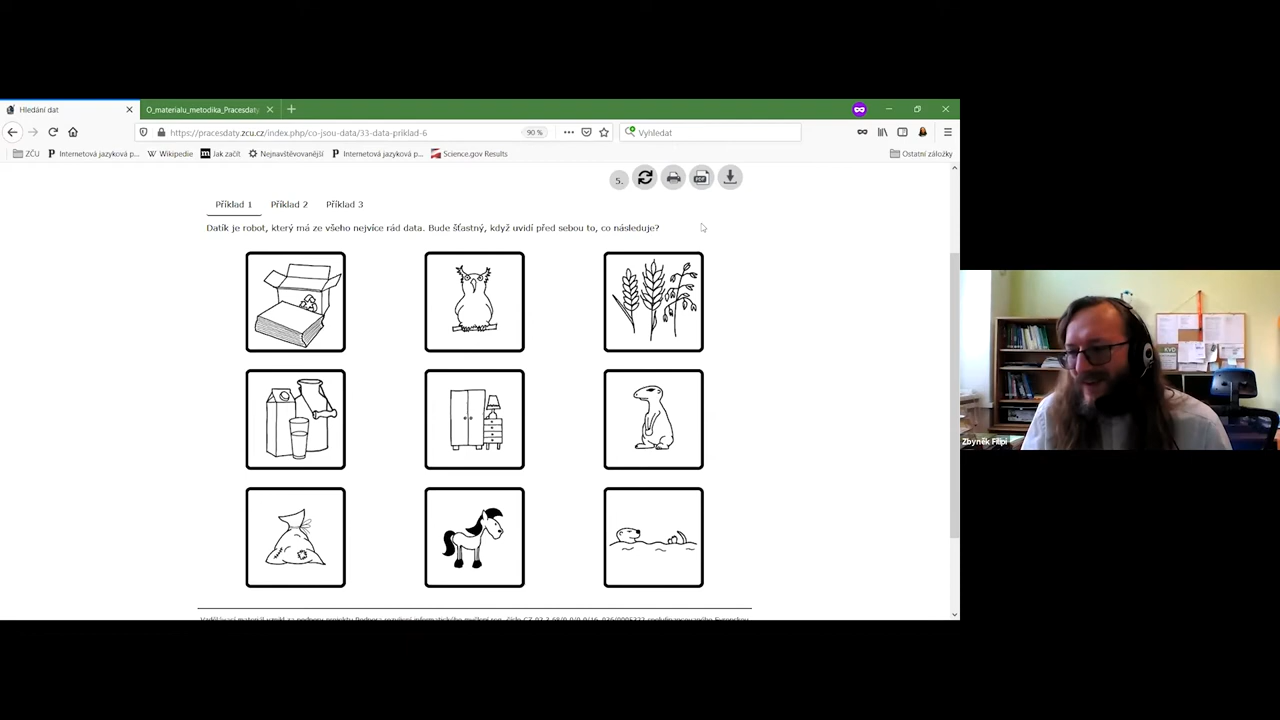 Hledání dat
O_materialu_metodika_Pracesdaty
https://pracesdaty.zcu.cz/index.php/co-jsou-data/33-data-priklad-6
90 %
Vyhledat
ZČU
Internetová jazyková p…
Wikipedie
Jak začít
Nejnavštěvovanější
Internetová jazyková p…
Science.gov Results
Ostatní záložky
5.
PDF
Příklad 1 Příklad 2 Příklad 3
Datík je robot, který má ze všeho nejvíce rád data. Bude šťastný, když uvidí před sebou to, co následuje?
KVD
Zbyněk Filipi